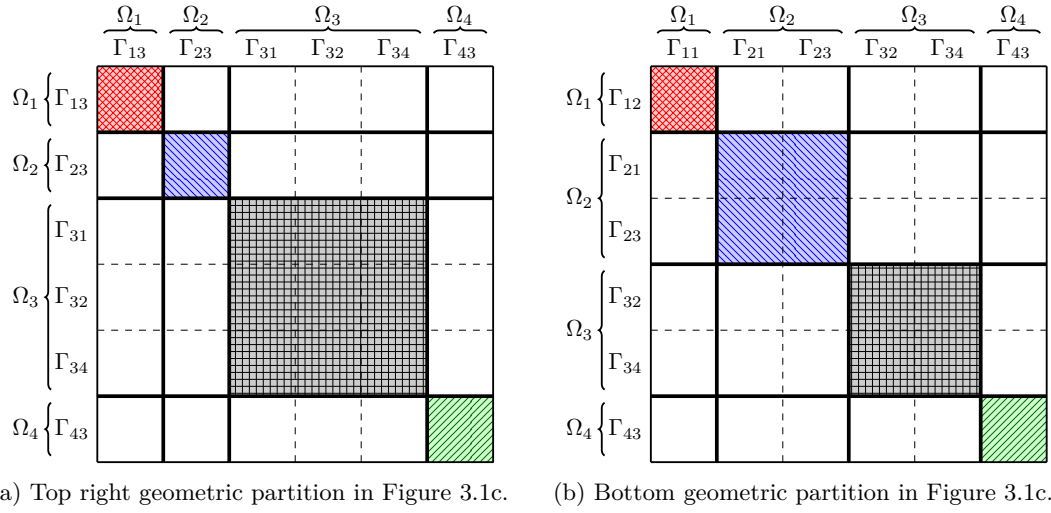 Ω1 Ω2 Ω3 Ω4
Γ13 Γ23 Γ31 Γ32 Γ34 Γ43
Ω1 Γ13
Ω2 Γ23
Γ31
Ω3 Γ32
Γ34
Ω4 Γ43
a) Top right geometric partition in Figure 3.1c.
Ω1 Ω2 Ω3 Ω4
Γ11 Γ21 Γ23 Γ32 Γ34 Γ43
Ω1 Γ12
Γ21
Ω2
Γ23
Γ32
Ω3
Γ34
Ω4 Γ43
(b) Bottom geometric partition in Figure 3.1c.